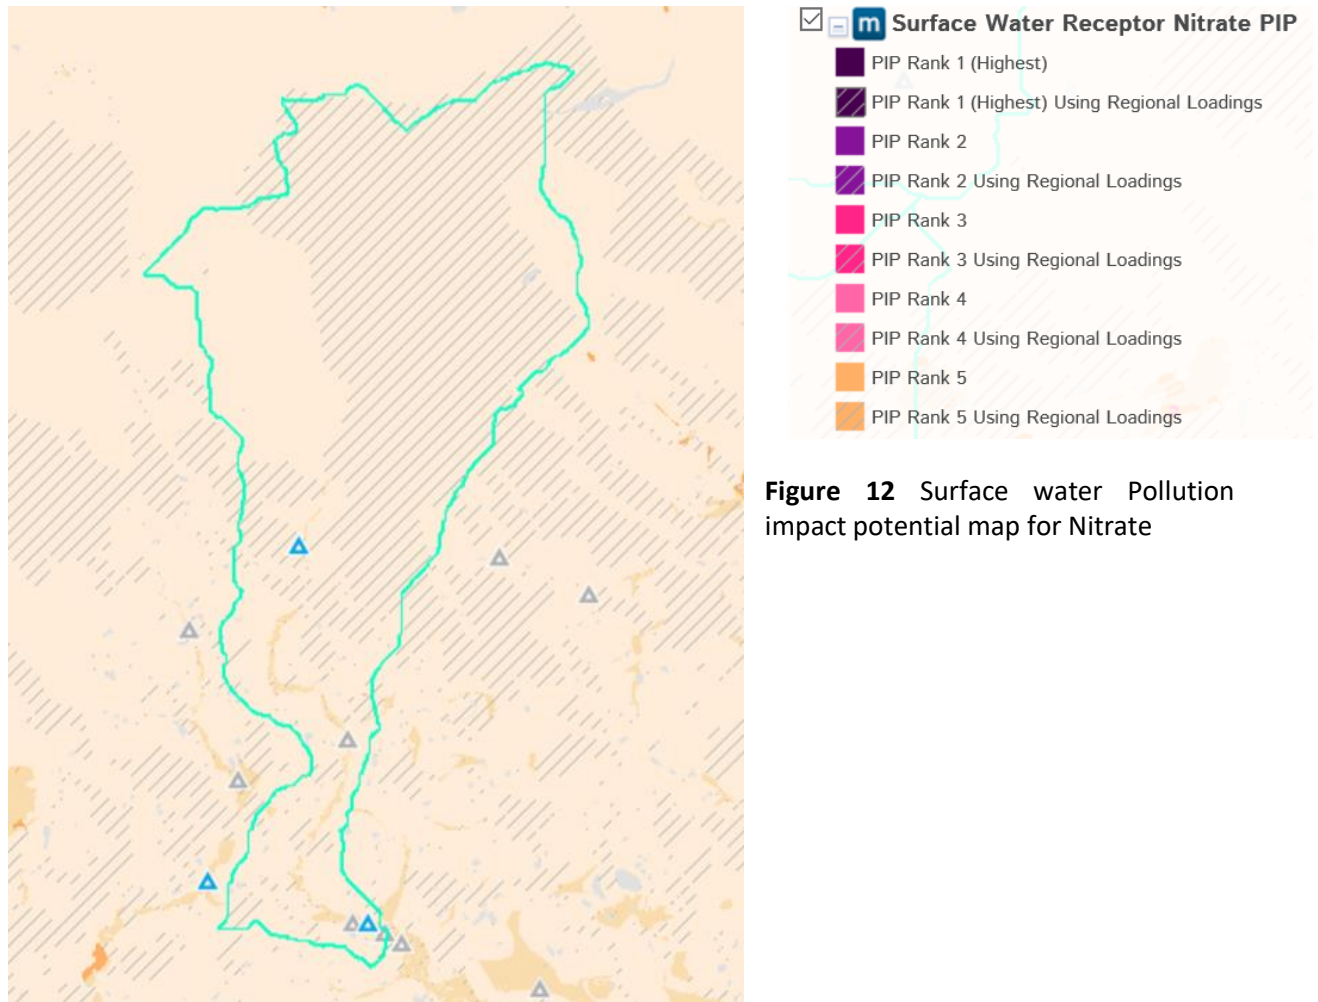 m Surface Water Receptor Nitrate PIP
PIP Rank 1 (Highest)
PIP Rank 1 (Highest) Using Regional Loadings
PIP Rank 2
PIP Rank 2 Using Regional Loadings
PIP Rank 3
PIP Rank 3 Using Regional Loadings
PIP Rank 4
PIP Rank 4 Using Regional Loadings
PIP Rank 5
PIP Rank 5 Using Regional Loadings
Figure 12 Surface water Pollution
impact potential map for Nitrate